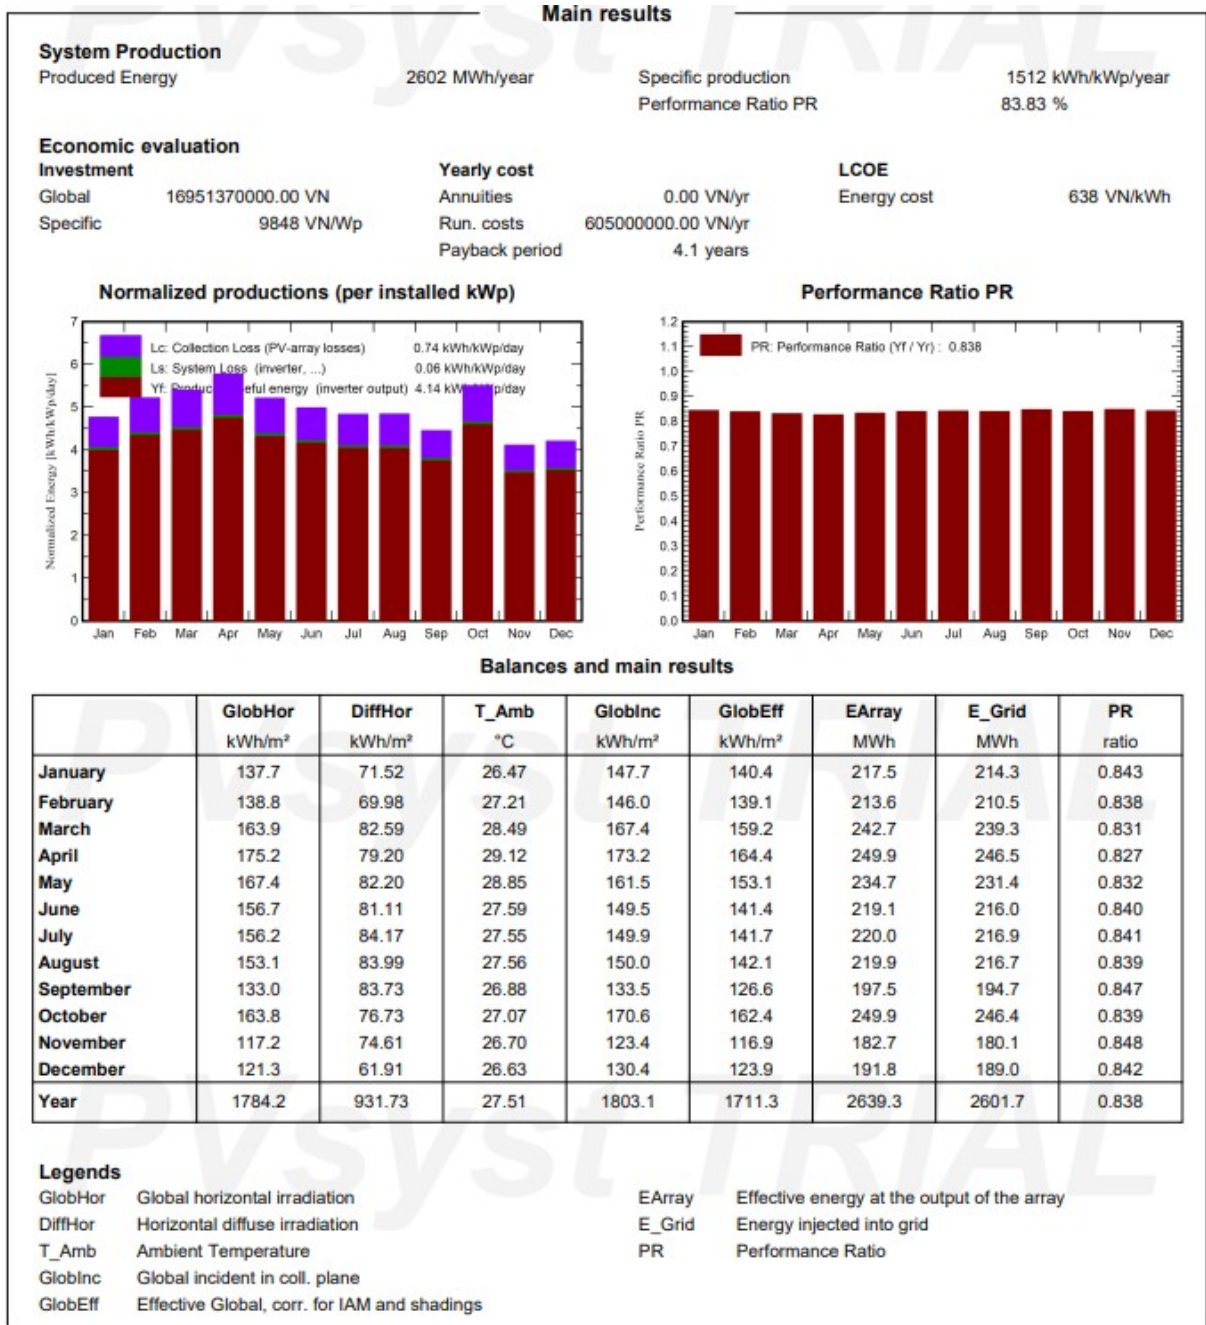 PVsyst TRIAL
Main results
System Production
Produced Energy 2602 MWh/year Specific production 1512 kWh/kWp/year
Performance Ratio PR 83.83 %
Economic evaluation
Investment Yearly cost LCOE
Global 16951370000.00 VN Annuities 0.00 VN/yr Energy cost 638 VN/kWh
Specific 9848 VN/Wp Run. costs 605000000.00 VN/yr
Payback period 4.1 years
Normalized productions (per installed kWp)
Normalized Energy [kWh/kWp/day]
7
6
5
4
3
2
1
0
Lc: Collection Loss (PV-array losses) 0.74 kWh/kWp/day
Ls: System Loss (inverter, ...) 0.06 kWh/kWp/day
Yf: Produc eful energy (inverter output) 4.14 kW Wp/day
Jan Feb Mar Apr May Jun Jul Aug Sep Oct Nov Dec
Performance Ratio PR
Performance Ratio PR
1.2
1.1
1.0
0.9
0.8
0.7
0.6
0.5
0.4
0.3
0.2
0.1
0.0
PR: Performance Ratio (Yf / Yr) : 0.838
Jan Feb Mar Apr May Jun Jul Aug Sep Oct Nov Dec
Balances and main results
GlobHor DiffHor T_Amb GlobInc GlobEff EArray E_Grid PR
kWh/m² kWh/m² °C kWh/m² kWh/m² MWh MWh ratio
January 137.7 71.52 26.47 147.7 140.4 217.5 214.3 0.843
February 138.8 69.98 27.21 146.0 139.1 213.6 210.5 0.838
March 163.9 82.59 28.49 167.4 159.2 242.7 239.3 0.831
April 175.2 79.20 29.12 173.2 164.4 249.9 246.5 0.827
May 167.4 82.20 28.85 161.5 153.1 234.7 231.4 0.832
June 156.7 81.11 27.59 149.5 141.4 219.1 216.0 0.840
July 156.2 84.17 27.55 149.9 141.7 220.0 216.9 0.841
August 153.1 83.99 27.56 150.0 142.1 219.9 216.7 0.839
September 133.0 83.73 26.88 133.5 126.6 197.5 194.7 0.847
October 163.8 76.73 27.07 170.6 162.4 249.9 246.4 0.839
November 117.2 74.61 26.70 123.4 116.9 182.7 180.1 0.848
December 121.3 61.91 26.63 130.4 123.9 191.8 189.0 0.842
Year 1784.2 931.73 27.51 1803.1 1711.3 2639.3 2601.7 0.838
PVsyst TRIAL
PVsyst TRIAL
Legends
GlobHor Global horizontal irradiation EArray Effective energy at the output of the array
DiffHor Horizontal diffuse irradiation E_Grid Energy injected into grid
T_Amb Ambient Temperature PR Performance Ratio
GlobInc Global incident in coll. plane
GlobEff Effective Global, corr. for IAM and shadings